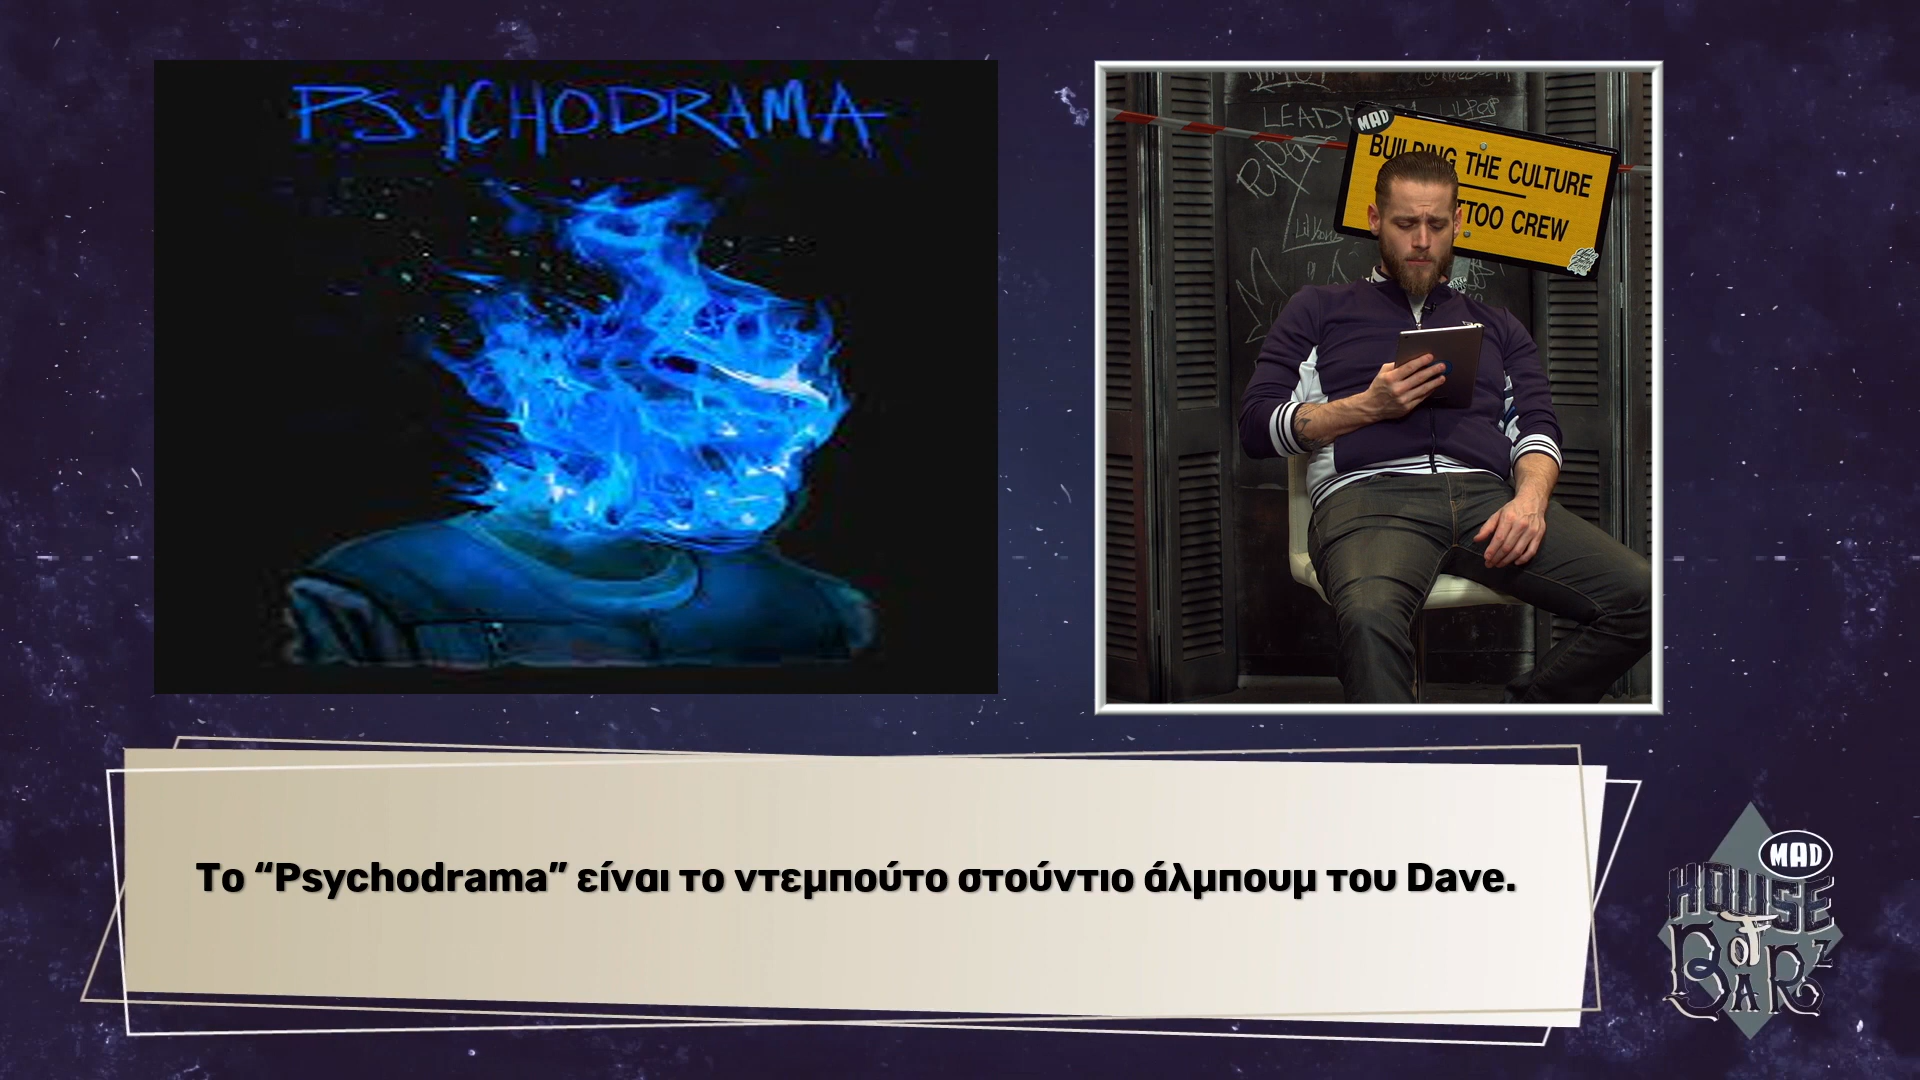 PSYCHODRAMA
MAD
BUILDING THE CULTURE
TTOO CREW
Το “Psychodrama” είναι το ντεμπούτο στούντιο άλμπουμ του Dave.
MAD
HOUSE
OF
BARZ